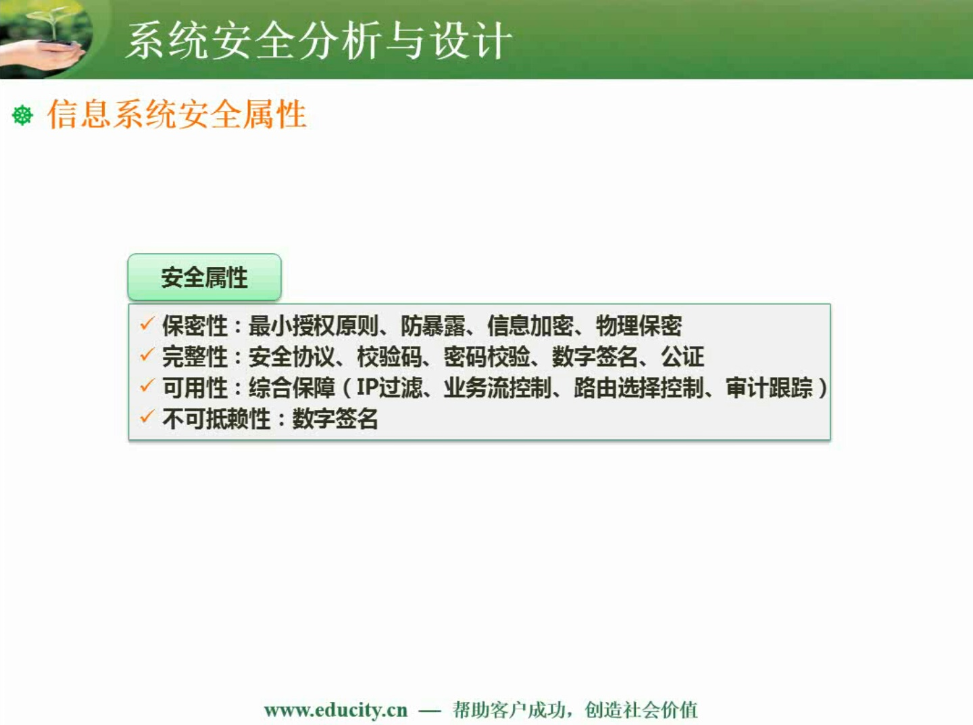 系统安全分析与设计
信息系统安全属性
安全属性
保密性：最小授权原则、防暴露、信息加密、物理保密
完整性：安全协议、校验码、密码校验、数字签名、公证
可用性：综合保障（IP过滤、业务流控制、路由选择控制、审计跟踪）
不可抵赖性：数字签名
www.educity.cn — 帮助客户成功，创造社会价值